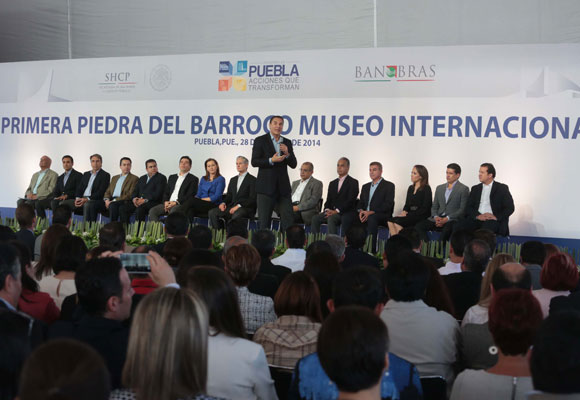 SHCP
PUEBLA
ACCIONES QUE
TRANSFORMAN
BANOBRAS
PRIMERA PIEDRA DEL BARROCO MUSEO INTERNACIONA
PUEBLA, PUE., 28 DE DE 2014